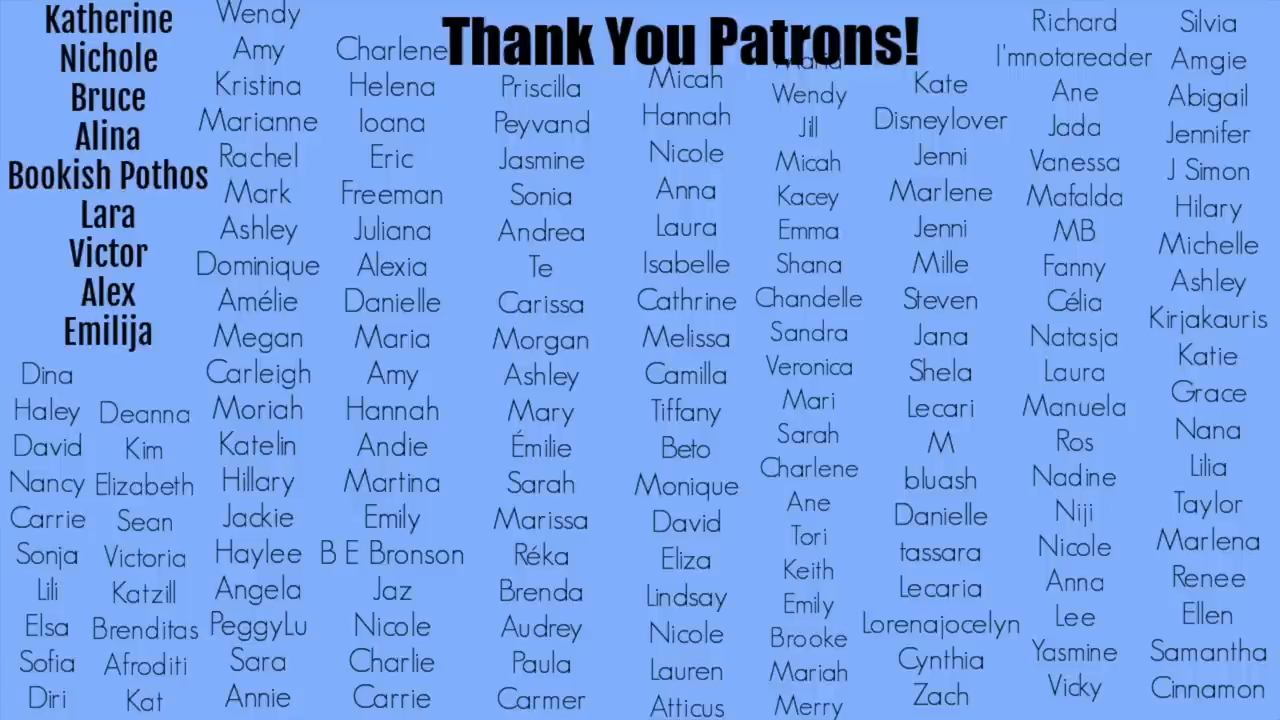 Thank You Patrons!
Katherine
Nichole
Bruce
Alina
Bookish Pothos
Lara
Victor
Alex
Emilija
Dina
Haley
David
Nancy
Carrie
Sonja
Lili
Elsa
Sofia
Diri
Deanna
Kim
Elizabeth
Sean
Victoria
Katzill
Brenditas
Afroditi
Kat
Wendy
Amy
Kristina
Marianne
Rachel
Mark
Ashley
Dominique
Amélie
Megan
Carleigh
Moriah
Katelin
Hillary
Jackie
Haylee
Angela
PeggyLu
Sara
Annie
Charlene
Helena
Ioana
Eric
Freeman
Juliana
Alexia
Danielle
Maria
Amy
Hannah
Andie
Martina
Emily
B E Bronson
Jaz
Nicole
Charlie
Carrie
Priscilla
Peyvand
Jasmine
Sonia
Andrea
Te
Carissa
Morgan
Ashley
Mary
Émilie
Sarah
Marissa
Réka
Brenda
Audrey
Paula
Carmer
Micah
Hannah
Nicole
Anna
Laura
Isabelle
Cathrine
Melissa
Camilla
Tiffany
Beto
Monique
David
Eliza
Lindsay
Nicole
Lauren
Atticus
Maria
Wendy
Jill
Micah
Kacey
Emma
Shana
Chandelle
Sandra
Veronica
Mari
Sarah
Charlene
Ane
Tori
Keith
Emily
Brooke
Mariah
Merry
Kate
Disneylover
Jenni
Marlene
Jenni
Mille
Steven
Jana
Shela
Lecari
M
bluash
Danielle
tassara
Lecaria
Lorenajocelyn
Cynthia
Zach
Richard
I'mnotareader
Ane
Jada
Vanessa
Mafalda
MB
Fanny
Célia
Natasja
Laura
Manuela
Ros
Nadine
Niji
Nicole
Anna
Lee
Yasmine
Vicky
Silvia
Amgie
Abigail
Jennifer
J Simon
Hilary
Michelle
Ashley
Kirjakauris
Katie
Grace
Nana
Lilia
Taylor
Marlena
Renee
Ellen
Samantha
Cinnamon